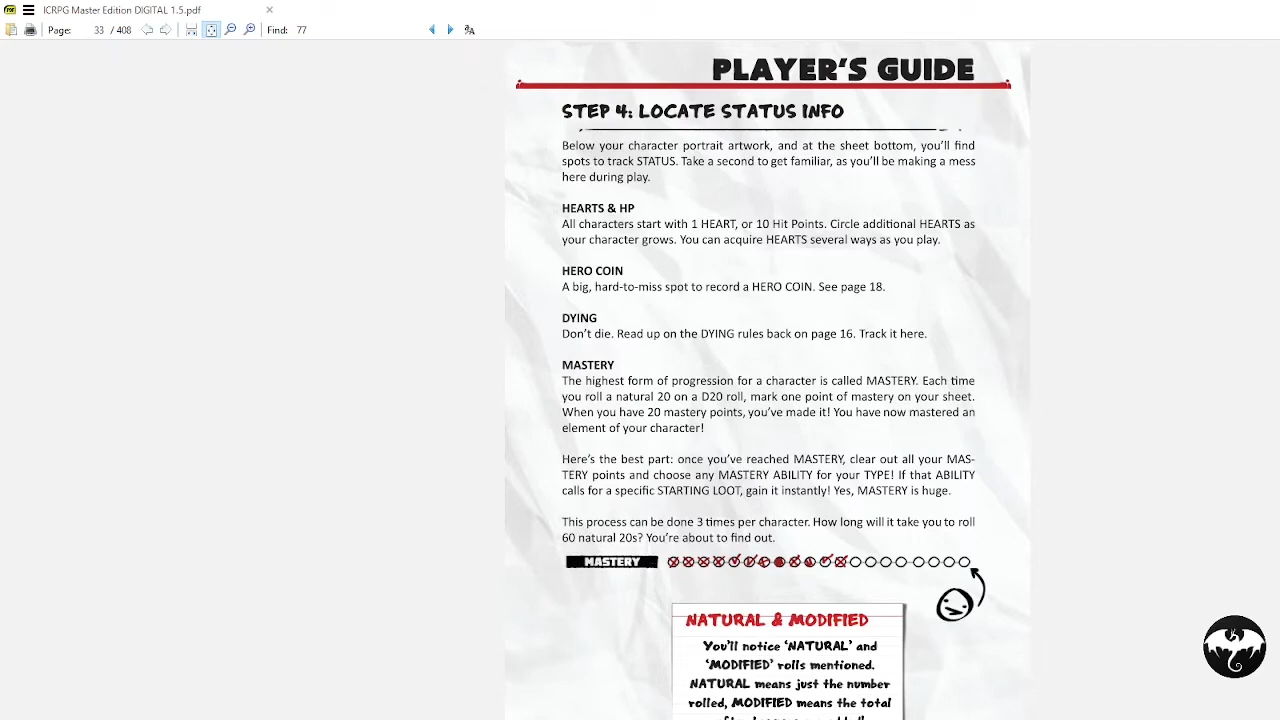 ICRPG Master Edition DIGITAL 1.5.pdf
Page: 33 / 408 Find: 77
PLAYER'S GUIDE
STEP 4: LOCATE STATUS INFO
Below your character portrait artwork, and at the sheet bottom, you'll find
spots to track STATUS. Take a second to get familiar, as you'll be making a mess
here during play.
HEARTS & HP
All characters start with 1 HEART, or 10 Hit Points. Circle additional HEARTS as
your character grows. You can acquire HEARTS several ways as you play.
HERO COIN
A big, hard-to-miss spot to record a HERO COIN. See page 18.
DYING
Don't die. Read up on the DYING rules back on page 16. Track it here.
MASTERY
The highest form of progression for a character is called MASTERY. Each time
you roll a natural 20 on a D20 roll, mark one point of mastery on your sheet.
When you have 20 mastery points, you've made it! You have now mastered an
element of your character!
Here's the best part: once you've reached MASTERY, clear out all your MAS-
TERY points and choose any MASTERY ABILITY for your TYPE! If that ABILITY
calls for a specific STARTING LOOT, gain it instantly! Yes, MASTERY is huge.
This process can be done 3 times per character. How long will it take you to roll
60 natural 20s? You're about to find out.
MASTERY
NATURAL & MODIFIED
You'll notice 'NATURAL' and
'MODIFIED' rolls mentioned.
NATURAL means just the number
rolled, MODIFIED means the total